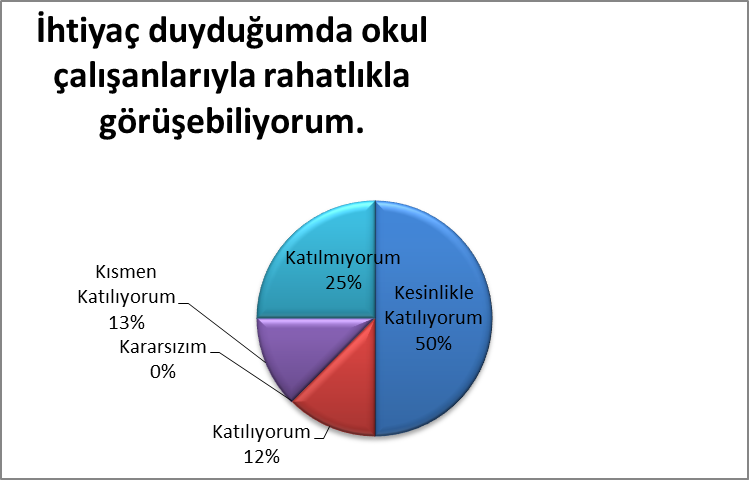 İhtiyaç duyduğumda okul
çalışanlarıyla rahatlıkla
görüşebiliyorum.
Katılmıyorum
25%
Kesinlikle
Katılıyorum
50%
Kısmen
Katılıyorum
13%
Kararsızım
0%
Katılıyorum
12%